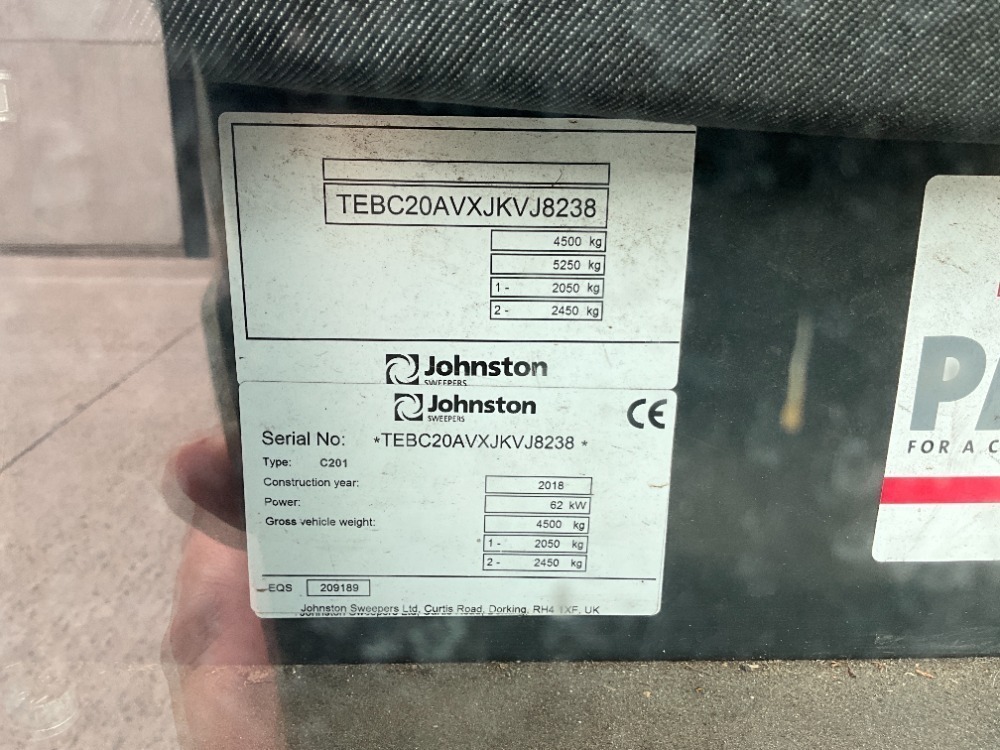 TEBC20AVXJKVJ8238
4500 kg
5250 kg
1 - 2050 kg
2 - 2450 kg
Johnston
SWEEPERS
Johnston
SWEEPERS
CE
Serial No: *TEBC20AVXJKVJ8238 *
Type: C201
Construction year: 2018
Power: 62 kW
Gross vehicle weight: 4500 kg
1 - 2050 kg
2 - 2450 kg
EQS 209189
Johnston Sweepers Ltd, Curtis Road, Dorking, RH4 1XF, UK
FOR A C